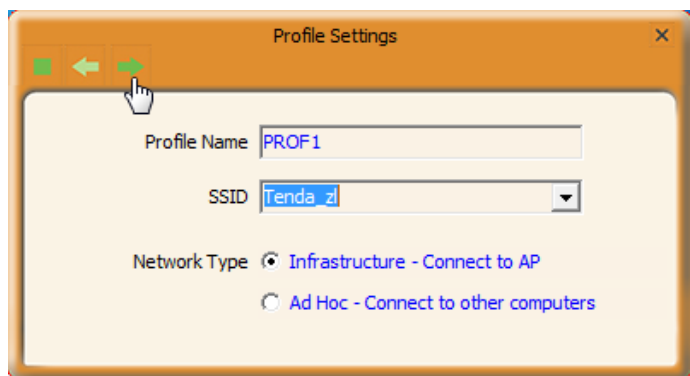 Profile Settings
Profile Name PROF1
SSID Tenda_zl
Network Type Infrastructure - Connect to AP
Ad Hoc - Connect to other computers